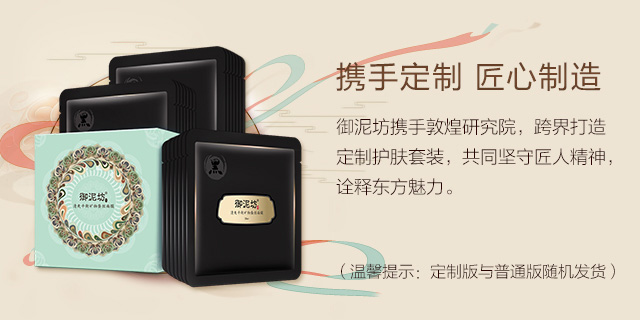 携手定制 匠心制造
御泥坊携手敦煌研究院，跨界打造
定制护肤套装，共同坚守匠人精神，
诠释东方魅力。
（温馨提示：定制版与普通版随机发货）
御泥坊
御泥坊